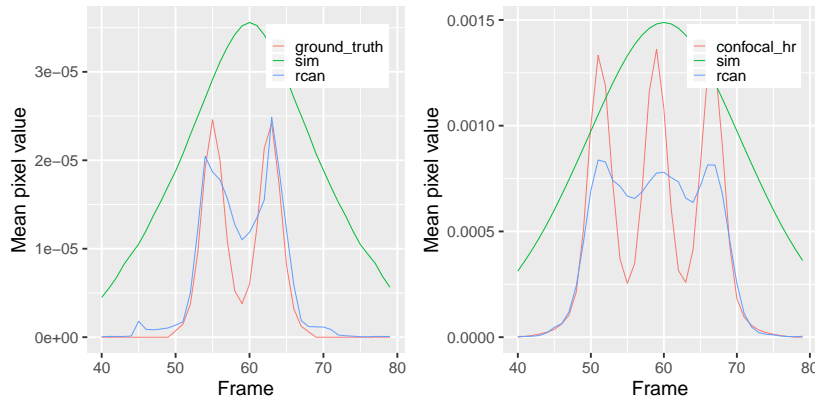 Mean pixel value
3e−05
2e−05
1e−05
0e+00
40
50
60
70
80
Frame
ground_truth
sim
rcan
Mean pixel value
0.0015
0.0010
0.0005
0.0000
40
50
60
70
80
Frame
confocal_hr
sim
rcan